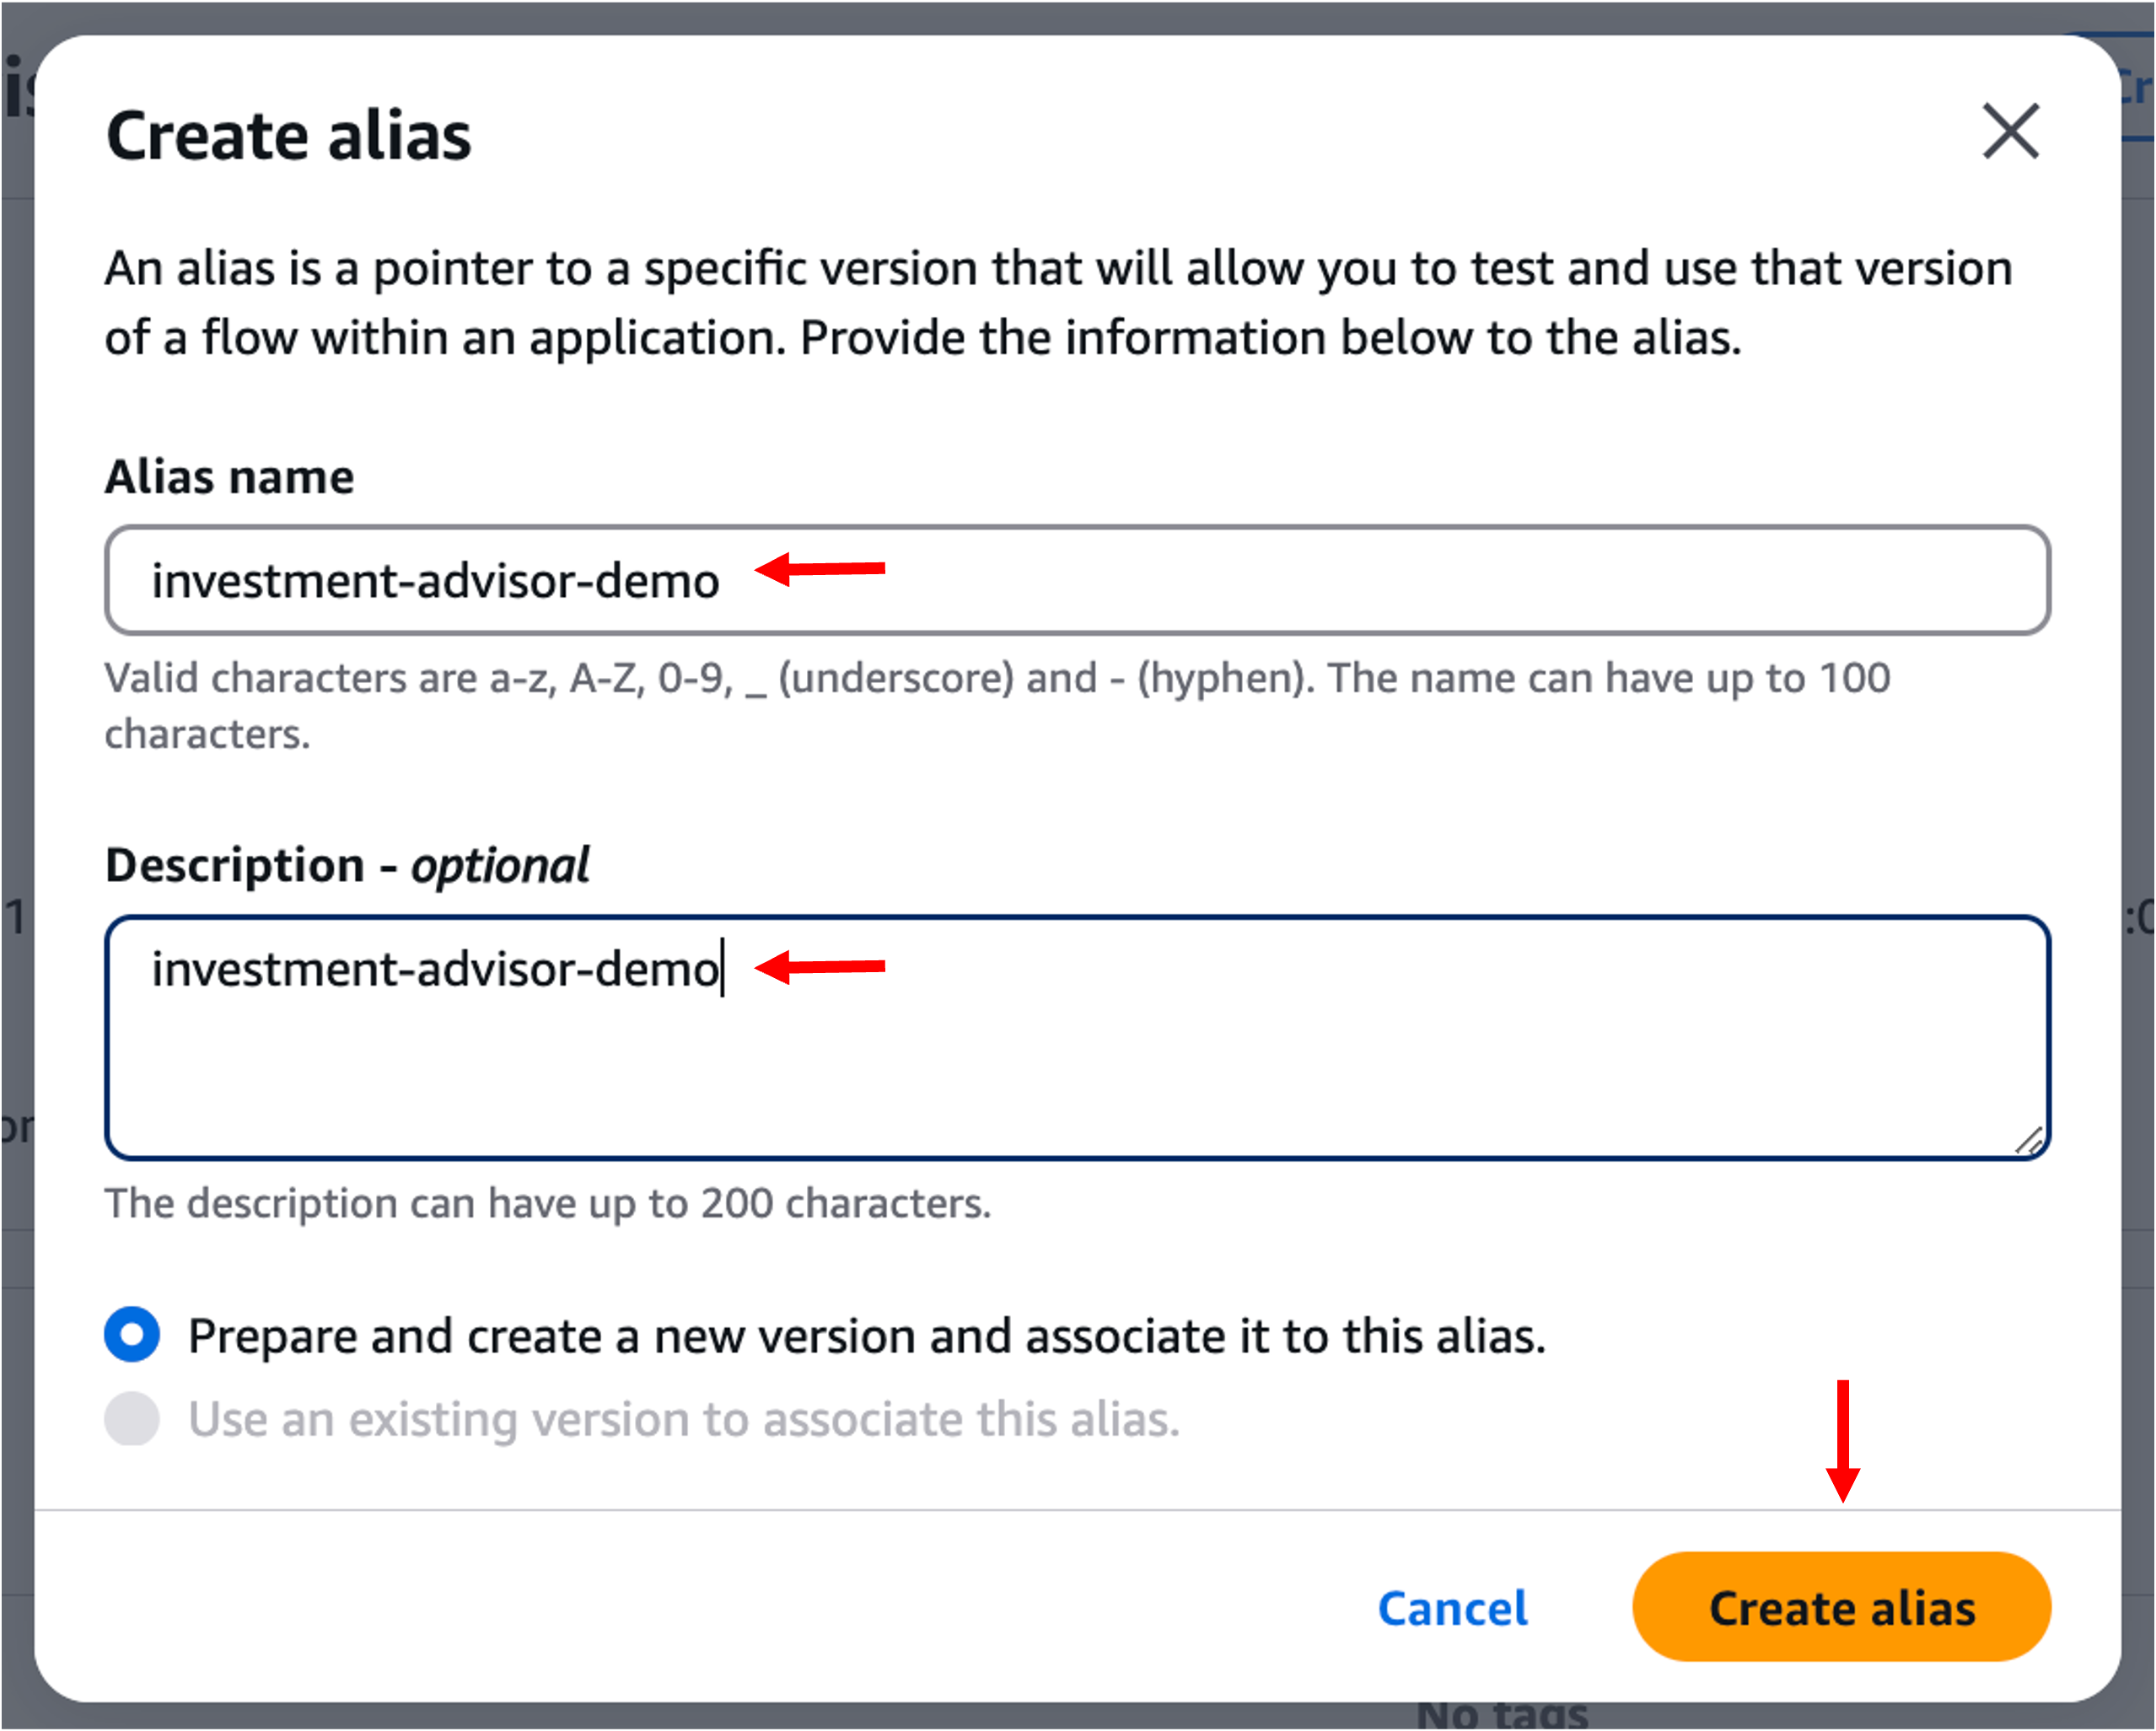 Create alias
An alias is a pointer to a specific version that will allow you to test and use that version
of a flow within an application. Provide the information below to the alias.
Alias name
investment-advisor-demo
Valid characters are a-z, A-Z, 0-9, _ (underscore) and - (hyphen). The name can have up to 100
characters.
Description - optional
investment-advisor-demo
The description can have up to 200 characters.
Prepare and create a new version and associate it to this alias.
Use an existing version to associate this alias.
Cancel
Create alias
No tags